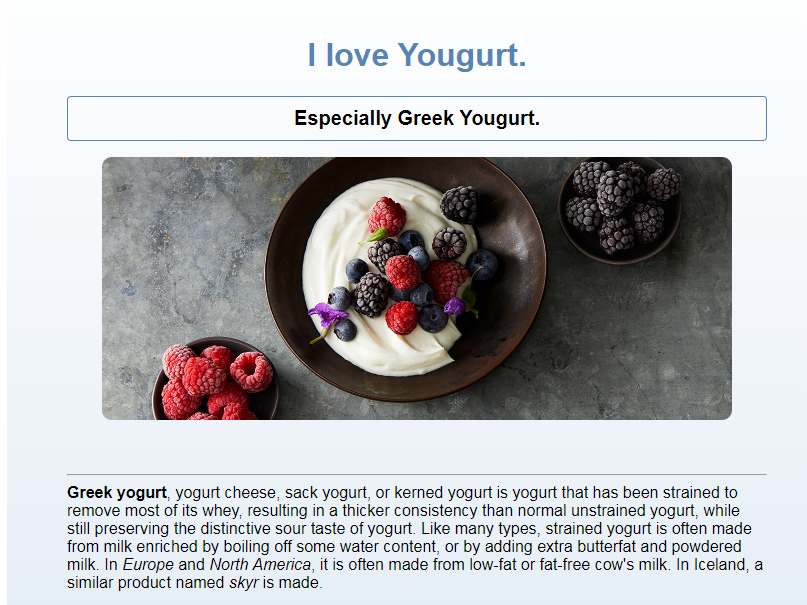 I love Yougurt.
Especially Greek Yougurt.
Greek yogurt, yogurt cheese, sack yogurt, or kerned yogurt is yogurt that has been strained to
remove most of its whey, resulting in a thicker consistency than normal unstrained yogurt, while
still preserving the distinctive sour taste of yogurt. Like many types, strained yogurt is often made
from milk enriched by boiling off some water content, or by adding extra butterfat and powdered
milk. In Europe and North America, it is often made from low-fat or fat-free cow's milk. In Iceland, a
similar product named skyr is made.